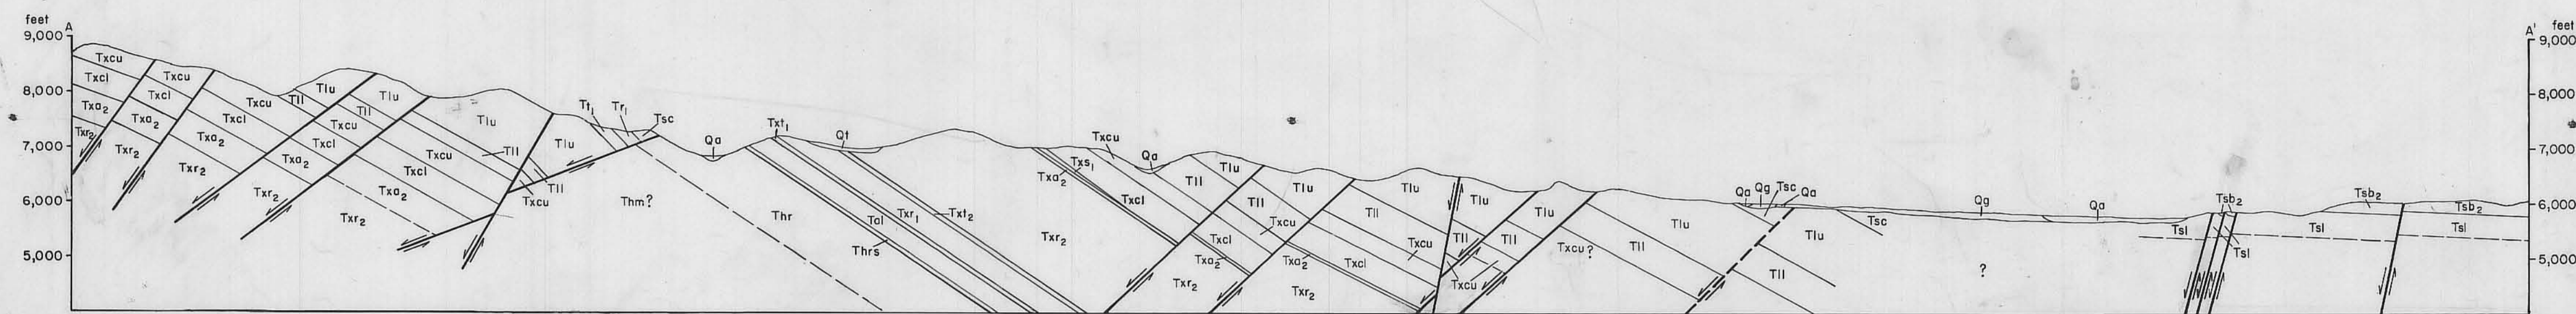 feet
A
9,000
8,000
7,000
6,000
5,000
Txcu
Txcl
Txa2
Txr2
Txcu
Txcl
Txa2
Txr2
Txcu
Txcl
Txa2
Txr2
Tll
Tlu
Tll
Txcu
Txcl
Txa2
Txr2
Tlu
Tlu
Tll
Txcu
Txcl
Txa2
Txr2
Tlu
Tll
Txcu
Tt1
Tr1
Tsc
Thm?
Qa
Thr
Thrs
Tal
Txt1
Txr1
Txt2
Qt
Txr2
Txa2
Txs1
Txcu
Txcl
Qa
Tll
Tlu
Tll
Txcu
Txcl
Txa2
Txr2
Tlu
Tll
Txcu
Txa2
Txcl
Txr2
Tlu
Tlu
Tll
Txcu
Tlu
Tll
Txcu?
Tlu
Tll
Qa
Qg
Tsc
Qa
Tlu
Tll
Tsc
Qg
Qa
?
Tsl
Tsb2
Tsl
Tsl
Tsb2
Tsb2
Tsl
A'
feet
9,000
8,000
7,000
6,000
5,000